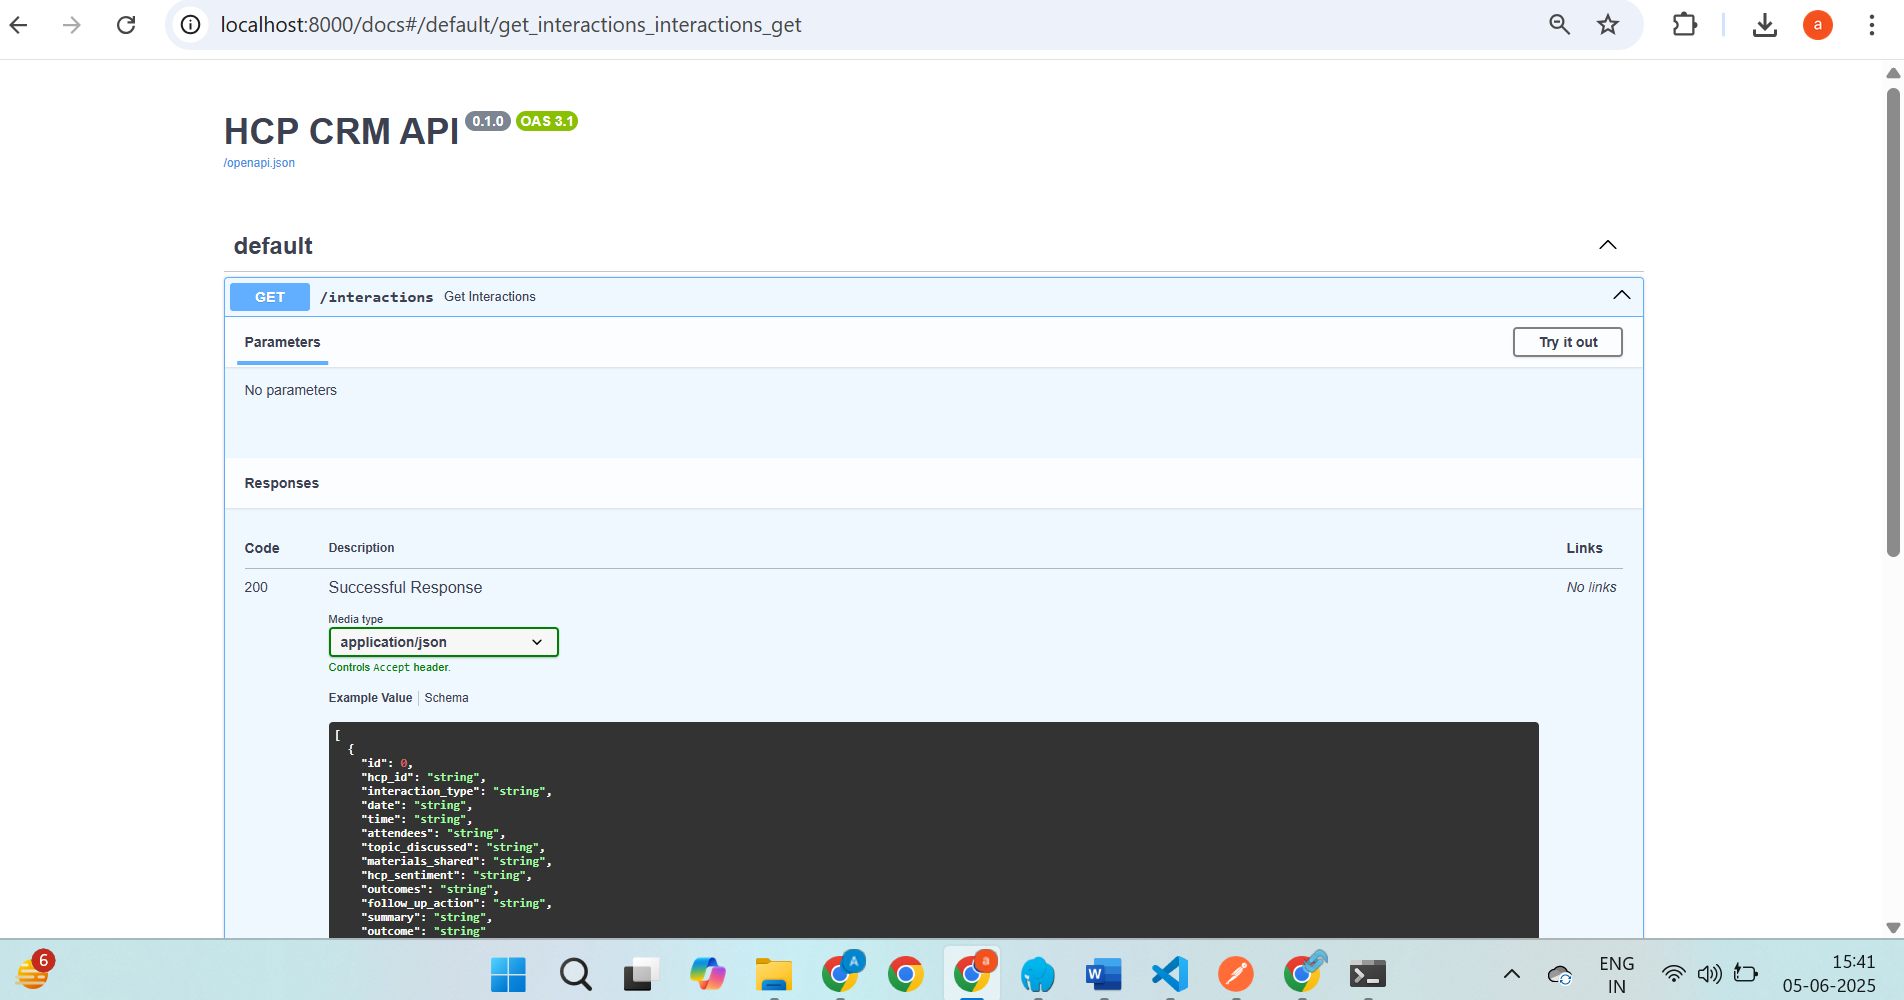 localhost:8000/docs#/default/get_interactions_interactions_get
a
HCP CRM API 0.1.0 OAS 3.1
/openapi.json
default
GET /interactions Get Interactions
Parameters
Try it out
No parameters
Responses
Code Description Links
200 Successful Response No links
Media type
application/json
Controls Accept header.
Example Value Schema
[
{
"id": 0,
"hcp_id": "string",
"interaction_type": "string",
"date": "string",
"time": "string",
"attendees": "string",
"topic_discussed": "string",
"materials_shared": "string",
"hcp_sentiment": "string",
"outcomes": "string",
"follow_up_action": "string",
"summary": "string",
"outcome": "string"
6
A
a
W
ENG
IN
15:41
05-06-2025